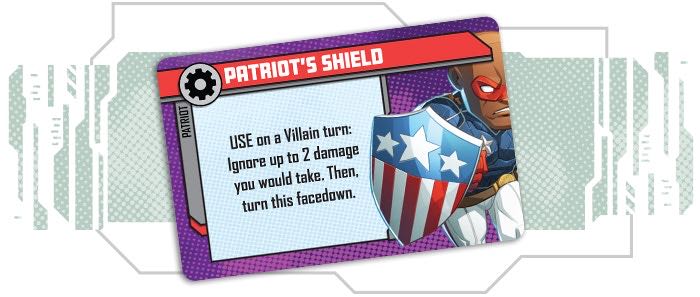 PATRIOT'S SHIELD
PATRIOT
USE on a Villain turn:
Ignore up to 2 damage
you would take. Then,
turn this facedown.